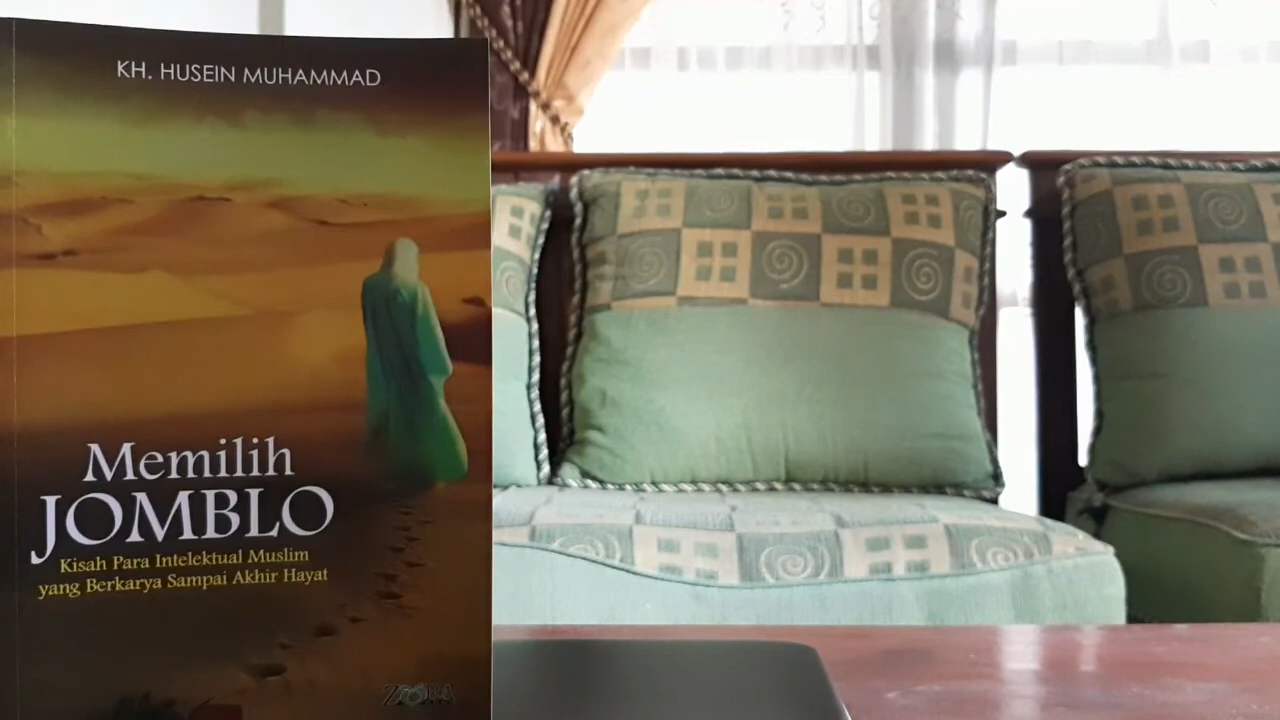 KH. HUSEIN MUHAMMAD
Memilih
JOMBLO
Kisah Para Intelektual Muslim
yang Berkarya Sampai Akhir Hayat